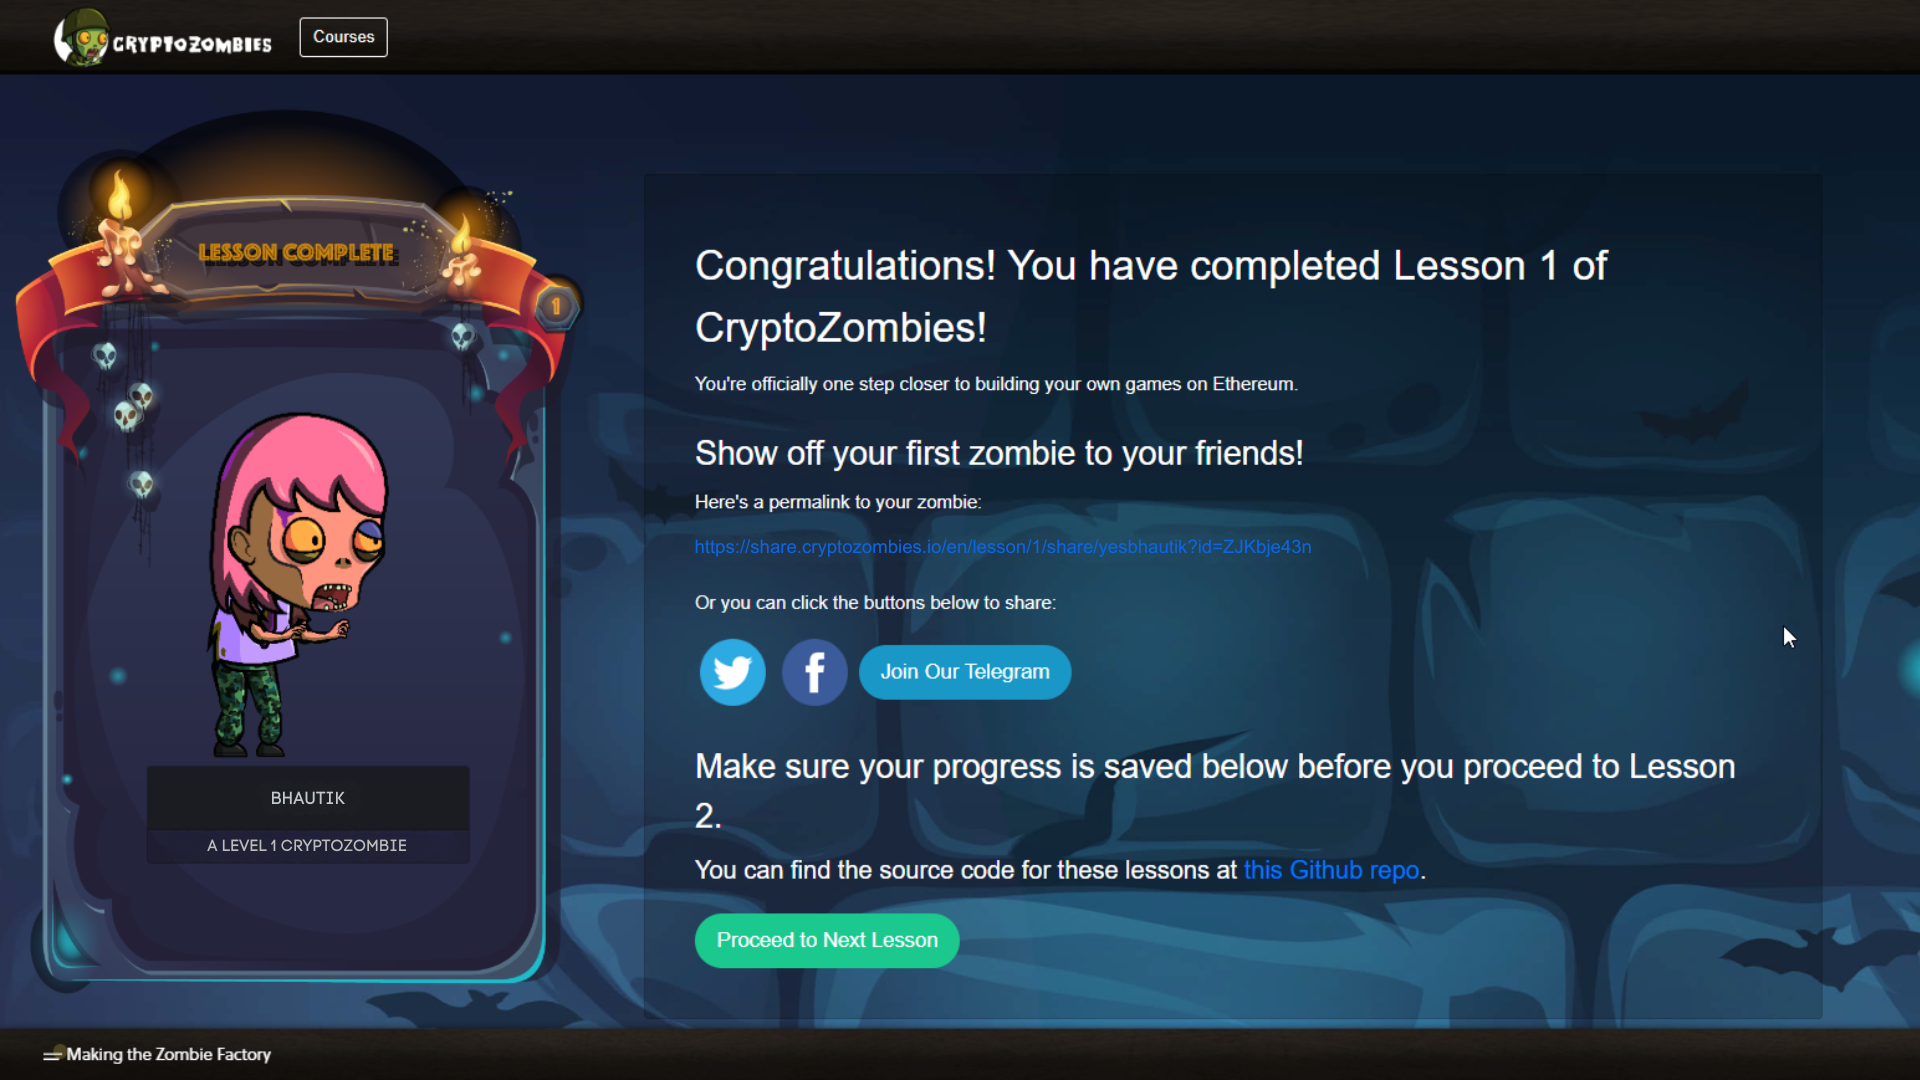 CRYPTOZOMBIES
Courses
LESSON COMPLETE
1
BHAUTIK
A LEVEL 1 CRYPTOZOMBIE
Congratulations! You have completed Lesson 1 of
CryptoZombies!
You're officially one step closer to building your own games on Ethereum.
Show off your first zombie to your friends!
Here's a permalink to your zombie:
https://share.cryptozombies.io/en/lesson/1/share/yesbhautik?id=ZJKbje43n
Or you can click the buttons below to share:
Join Our Telegram
Make sure your progress is saved below before you proceed to Lesson
2.
You can find the source code for these lessons at this Github repo.
Proceed to Next Lesson
Making the Zombie Factory